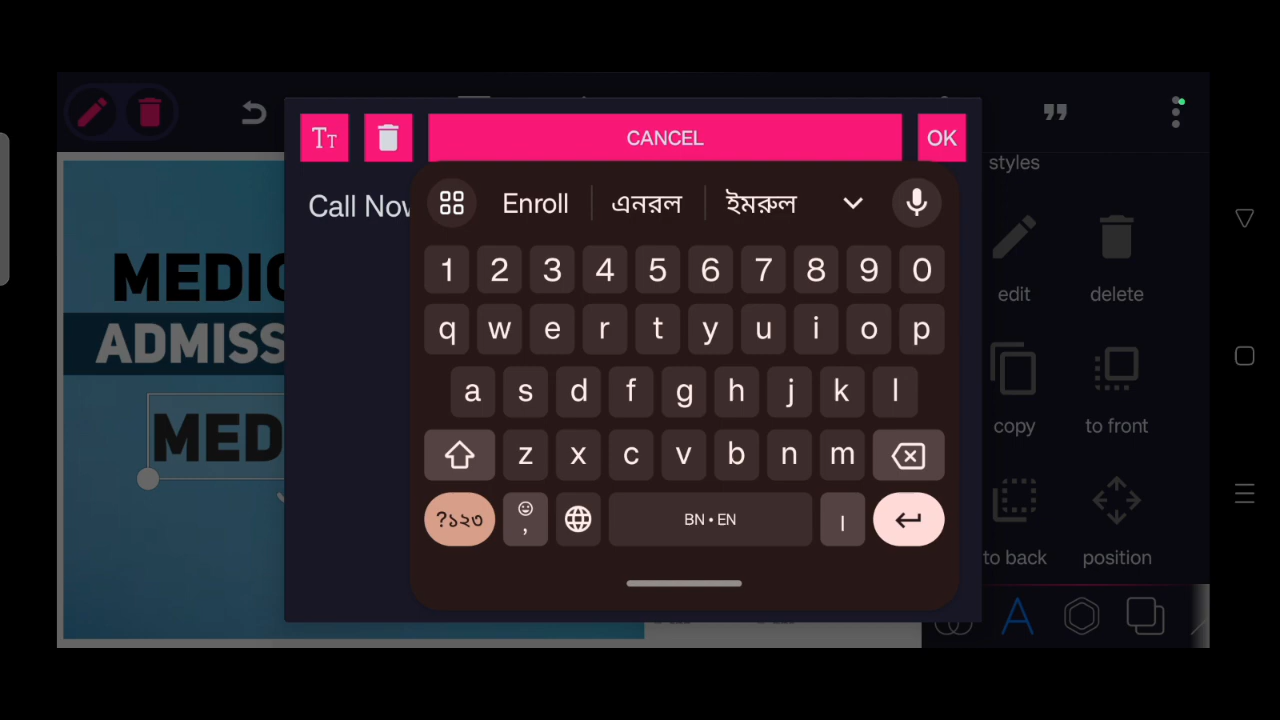 TT CANCEL OK
styles
Call Now
Enroll এনরল ইমরুল
1 2 3 4 5 6 7 8 9 0
q w e r t y u i o p
a s d f g h j k l
z x c v b n m
?১২৩ , BN • EN ।
MEDIC
ADMISS
MED
edit delete
copy to front
to back position
A